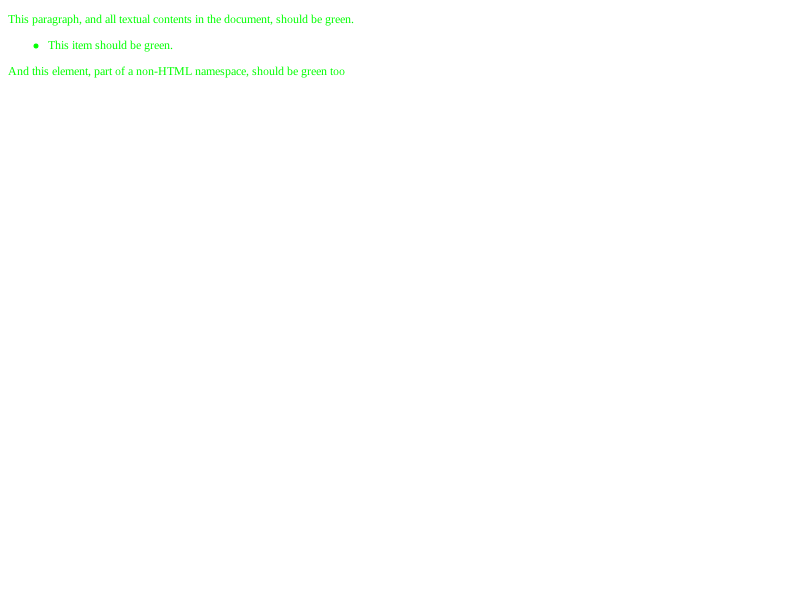 This paragraph, and all textual contents in the document, should be green.
This item should be green.
And this element, part of a non-HTML namespace, should be green too